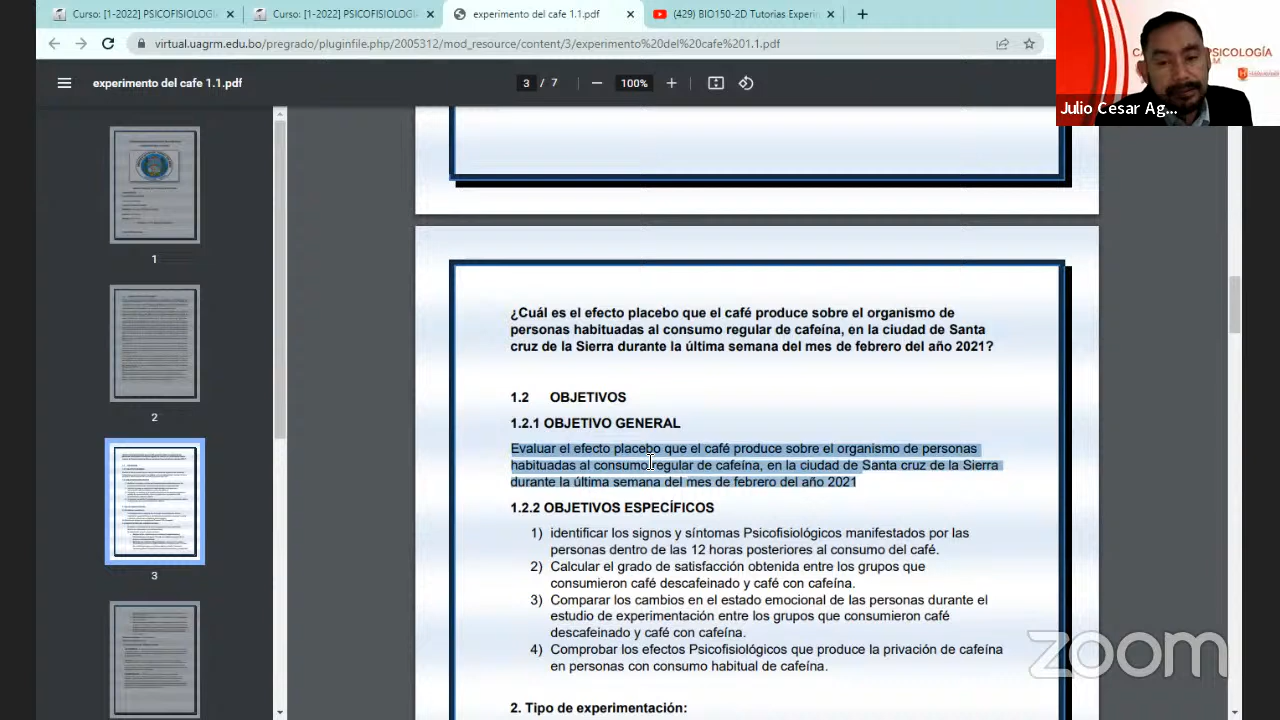 Curso: [1-2022] PSICOFISIOLOGÍ
Curso: [1-2022] PSICOFISIOLOGÍ
experimento del cafe 1.1.pdf
(429) BIO150-2D Tutorias Experi
virtual.uagrm.edu.bo/pregrado/pluginfile.php/2005312/mod_resource/content/3/experimento%20del%20cafe%201.1.pdf
experimento del cafe 1.1.pdf
3 / 7
100%
PSICOLOGÍA
Julio Cesar Ag...
1
2
3
¿Cuál es el efecto placebo que el café produce sobre el organismo de
personas habituadas al consumo regular de cafeína, en la ciudad de Santa
cruz de la Sierra durante la última semana del mes de febrero del año 2021?
1.2 OBJETIVOS
1.2.1 OBJETIVO GENERAL
Evaluar el efecto placebo que el café produce sobre el organismo de personas
habituadas al consumo regular de cafeína, en la ciudad de Santa cruz de la Sierra
durante la última semana del mes de febrero del año 2021
1.2.2 OBJETIVOS ESPECÍFICOS
1) identificar los signos y síntomas Psicofisiológicos manifestados por las
personas dentro de las 12 horas posteriores al consumo del café.
2) Calcular el grado de satisfacción obtenida entre los grupos que
consumieron café descafeinado y café con cafeína.
3) Comparar los cambios en el estado emocional de las personas durante el
estudio de experimentación entre los grupos que consumieron café
descafeinado y café con cafeína.
4) Comprobar los efectos Psicofisiológicos que produce la privación de cafeína
en personas con consumo habitual de cafeína.
2. Tipo de experimentación:
zoom